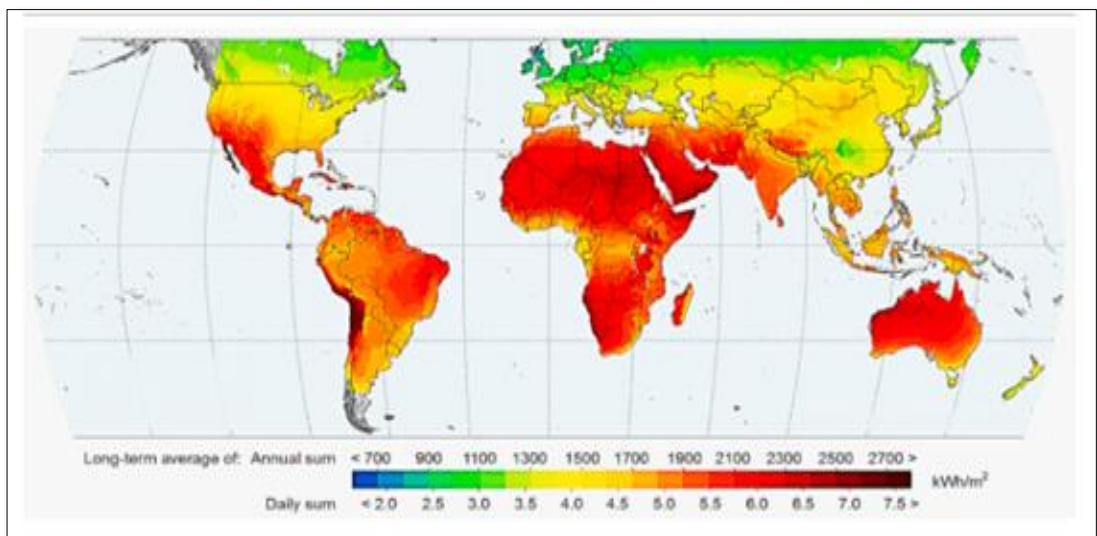 Long-term average of: Annual sum < 700 900 1100 1300 1500 1700 1900 2100 2300 2500 2700 >
kWh/m²
Daily sum < 2.0 2.5 3.0 3.5 4.0 4.5 5.0 5.5 6.0 6.5 7.0 7.5 >